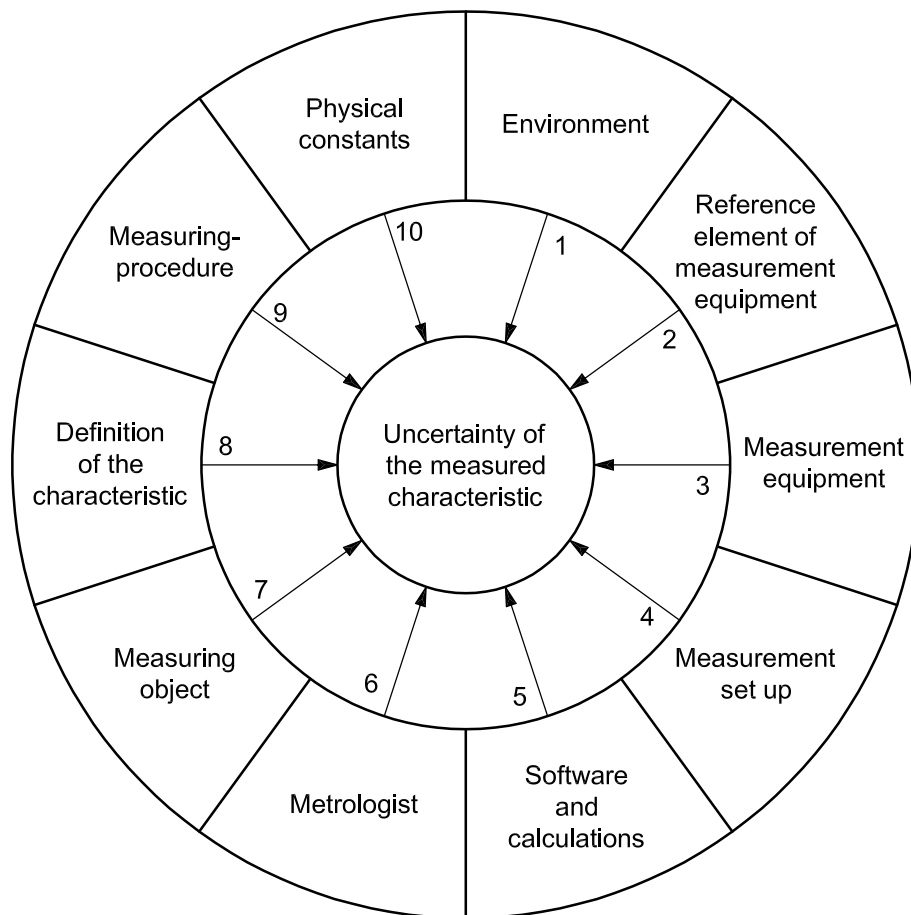 Physical
constants
Environment
Reference
element of
measurement
equipment
Measuring-
procedure
10
1
9
2
Definition
of the
characteristic
8
Uncertainty of
the measured
characteristic
3
Measurement
equipment
7
4
Measuring
object
6
5
Measurement
set up
Metrologist
Software
and
calculations